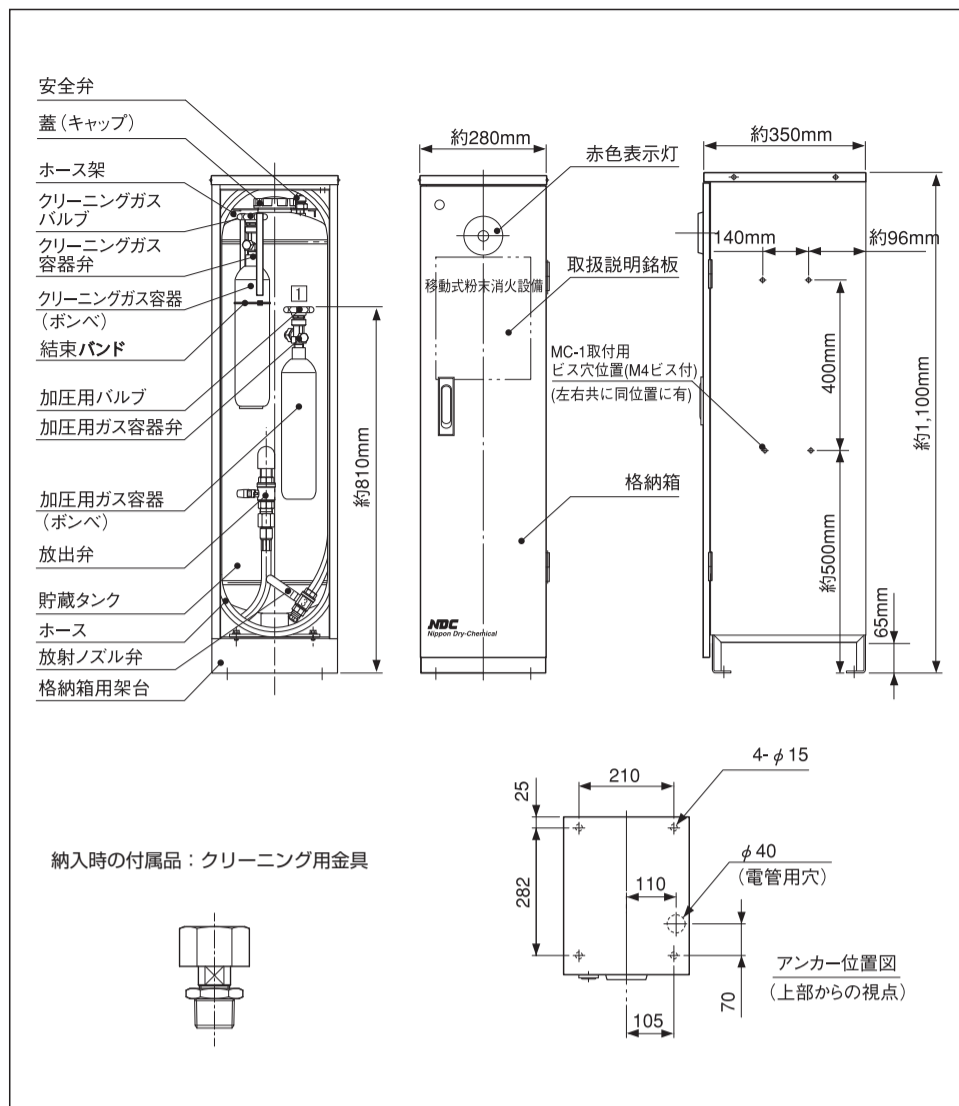 安全弁
蓋(キャップ)
ホース架
クリーニングガス
バルブ
クリーニングガス
容器弁
クリーニングガス容器
(ボンベ)
結束バンド
加圧用バルブ
加圧用ガス容器弁
加圧用ガス容器
(ボンベ)
放出弁
貯蔵タンク
ホース
放射ノズル弁
格納箱用架台
1
約810mm
約280mm
赤色表示灯
移動式粉末消火設備
取扱説明銘板
MC-1取付用
ビス穴位置(M4ビス付)
(左右共に同位置に有)
格納箱
NDC
Nippon Dry-Chemical
約350mm
140mm
約96mm
400mm
約500mm
約1,100mm
65mm
納入時の付属品:クリーニング用金具
4-φ15
210
25
282
110
φ40
(電管用穴)
70
105
アンカー位置図
(上部からの視点)